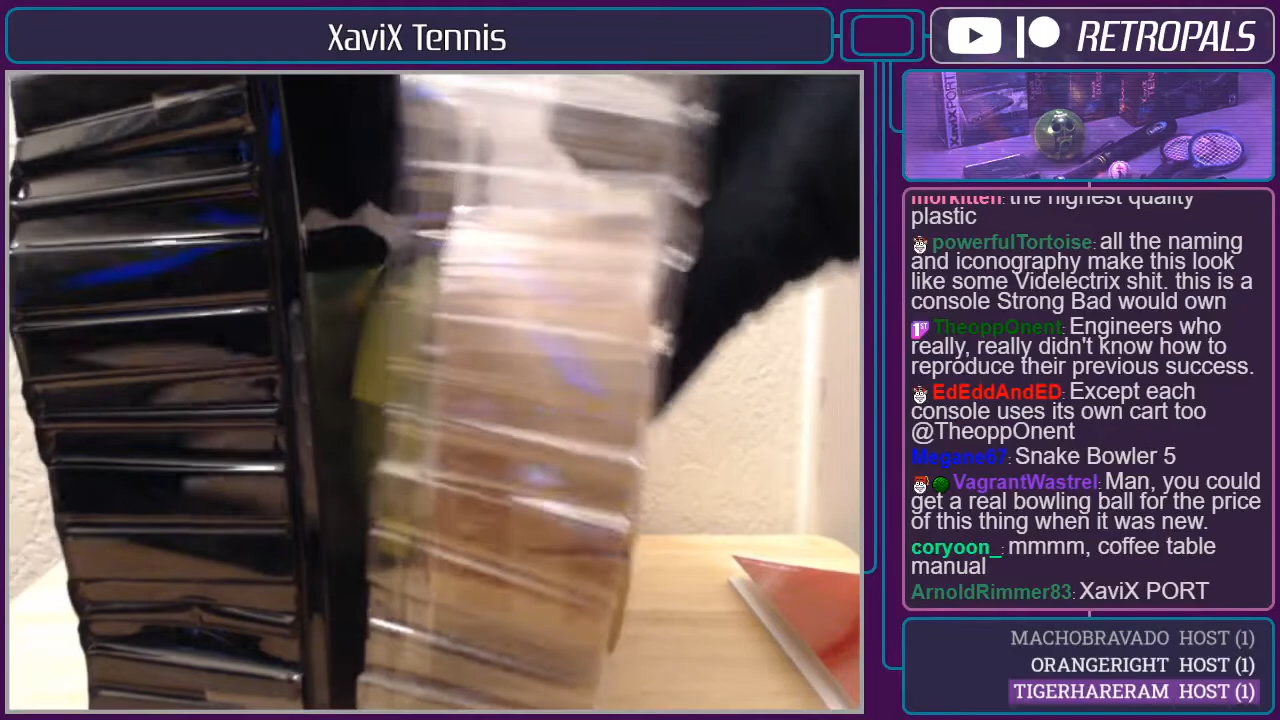 XaviX Tennis
RETROPALS
morkitten: the highest quality
plastic
powerfulTortoise: all the naming
and iconography make this look
like some Videlectrix shit. this is a
console Strong Bad would own
1ST TheoppOnent: Engineers who
really, really didn't know how to
reproduce their previous success.
EdEddAndED: Except each
console uses its own cart too
@TheoppOnent
Megane67: Snake Bowler 5
VagrantWastrel: Man, you could
get a real bowling ball for the price
of this thing when it was new.
coryoon_: mmmm, coffee table
manual
ArnoldRimmer83: XaviX PORT
MACHOBRAVADO HOST (1)
ORANGERIGHT HOST (1)
TIGERHARERAM HOST (1)